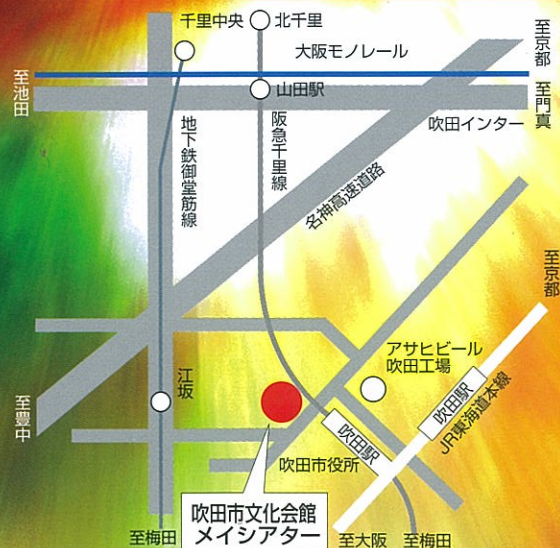 千里中央
北千里
大阪モノレール
至京都
至池田
山田駅
至門真
吹田インター
地下鉄御堂筋線
阪急千里線
名神高速道路
至京都
アサヒビール
吹田工場
江坂
至豊中
吹田駅
JR東海道本線
吹田駅
吹田市役所
吹田市文化会館
メイシアター
至梅田
至大阪
至梅田